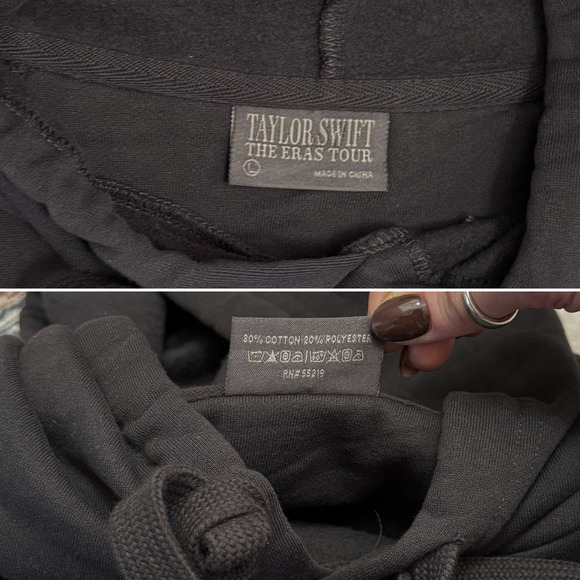 TAYLOR SWIFT
THE ERAS TOUR
L MADE IN CHINA
80% COTTON 20% POLYESTER
RN# 55219